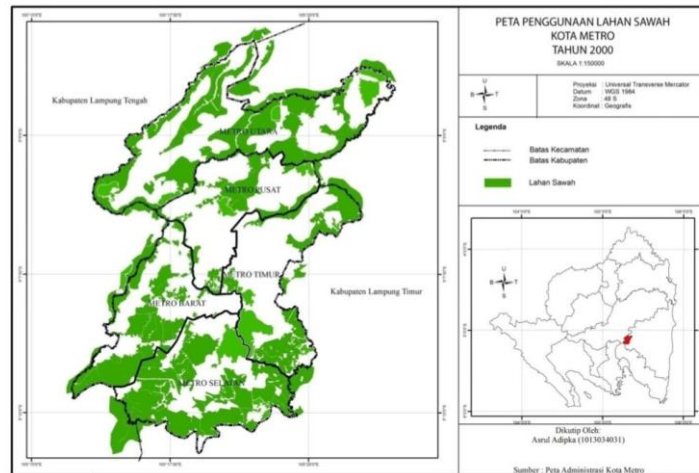 PETA PENGGUNAAN LAHAN SAWAH
KOTA METRO
TAHUN 2000
SKALA 1:150000
U
B T
S
Proyeksi : Universal Transverse Mercator
Datum : WGS 1984
Zona : 48 S
Koordinat : Geografis
Legenda
Batas Kecamatan
Batas Kabupaten
Lahan Sawah
Kabupaten Lampung Tengah
METRO UTARA
METRO PUSAT
METRO TIMUR
Kabupaten Lampung Timur
METRO BARAT
METRO SELATAN
U
B T
S
Dikutip Oleh:
Asrul Adipka (1013034031)
Sumber : Peta Administrasi Kota Metro